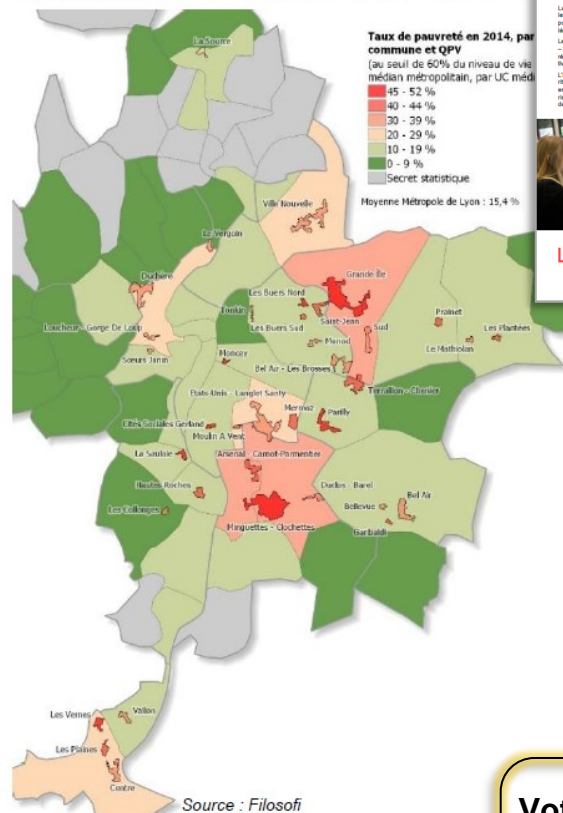 Taux de pauvreté en 2014, par
commune et QPV
(au seuil de 60% du niveau de vie
médian métropolitain, par UC médi
45 - 52 %
40 - 44 %
30 - 39 %
20 - 29 %
10 - 19 %
0 - 9 %
Secret statistique
Moyenne Métropole de Lyon : 15,4 %
La Source
Ville Nouvelle
Le Vergoin
Duchère
Grande Île
Les Buers Nord
Tonkin
Saint-Jean
Sud
Prainet
Loucheur - Gorge De Loup
Les Buers Sud
Monod
Les Plantées
Le Mathiolan
Sœurs Janin
Moncey
Bel Air - Les Brosses
Terraillon - Chenier
Etats-Unis - Langlet Santy
Mermoz
Parilly
Cités Sociales Gerland
Moulin A Vent
La Saulaie
Arsenal - Carnot-Parmentier
Hautes Roches
Duclos - Barel
Bel Air
Les Collonges
Bellevue
Minguettes - Clochettes
Garibaldi
Les Vernes
Vallon
Les Plaines
Centre
Source : Filosofi
L
Vot